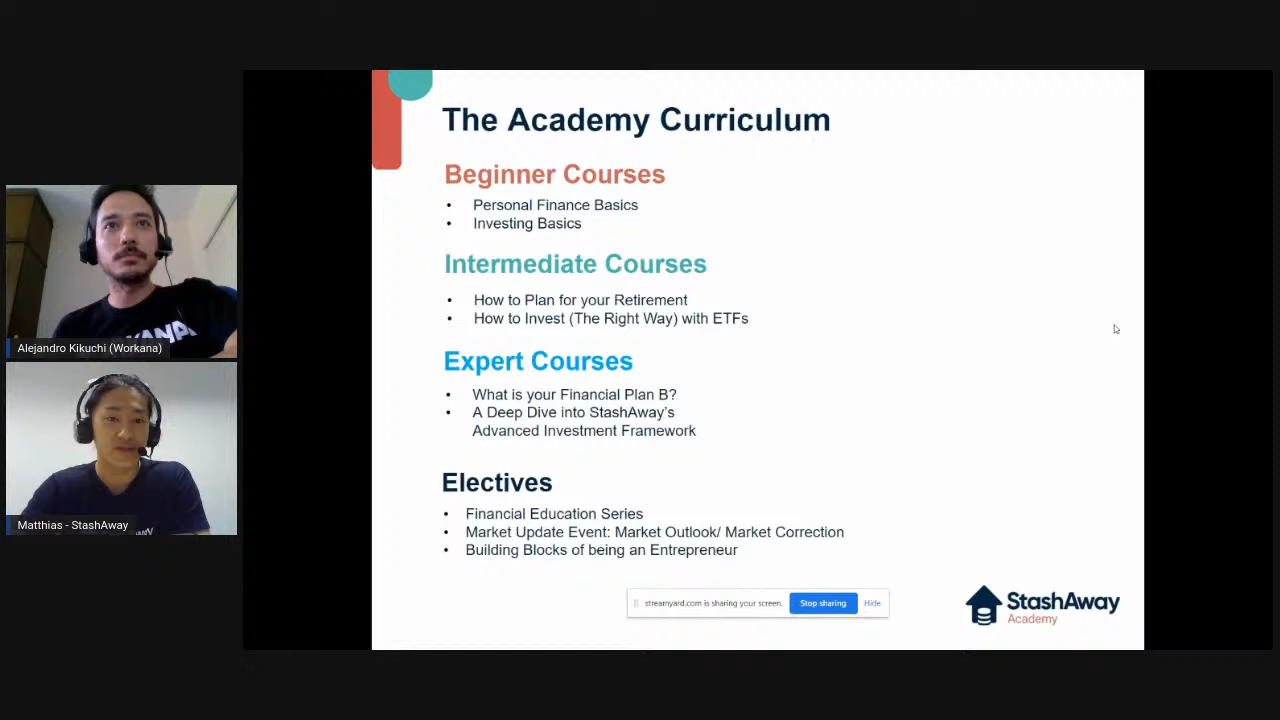 The Academy Curriculum
Beginner Courses
• Personal Finance Basics
• Investing Basics
Intermediate Courses
• How to Plan for your Retirement
• How to Invest (The Right Way) with ETFs
Expert Courses
• What is your Financial Plan B?
• A Deep Dive into StashAway's
Advanced Investment Framework
Electives
• Financial Education Series
• Market Update Event: Market Outlook/ Market Correction
• Building Blocks of being an Entrepreneur
streamyard.com is sharing your screen.
Stop sharing
Hide
StashAway
Academy
Alejandro Kikuchi (Workana)
Matthias - StashAway